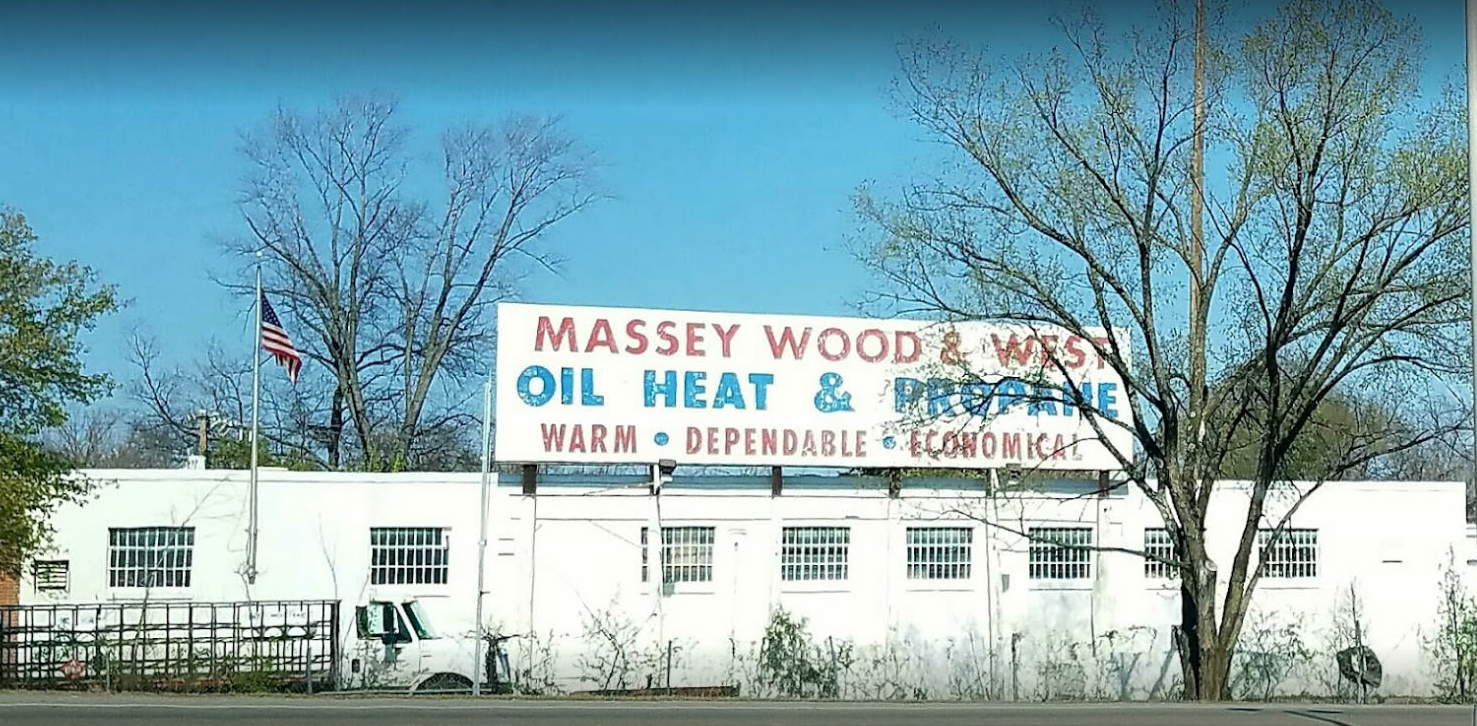 MASSEY WOOD & WEST
OIL HEAT & PROPANE
WARM • DEPENDABLE • ECONOMICAL